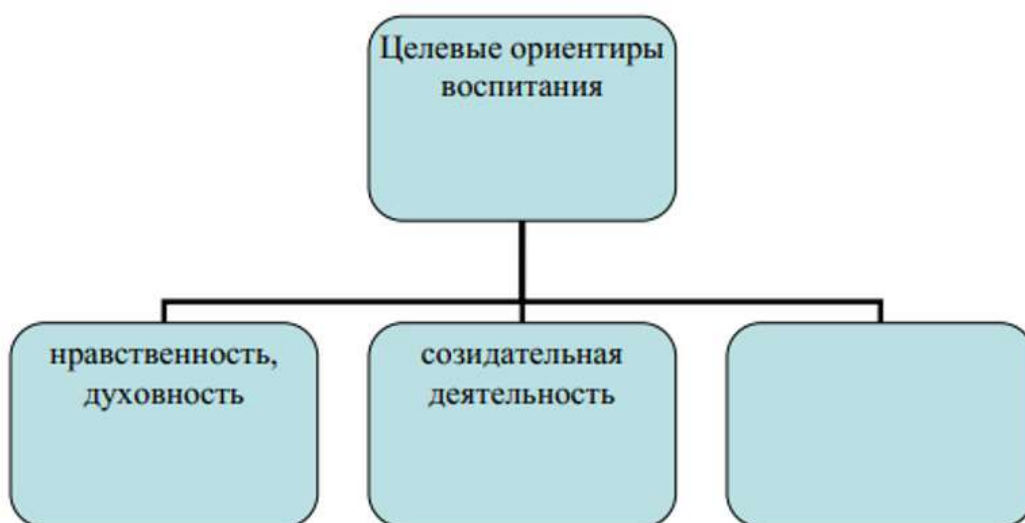 Целевые ориентиры
воспитания
нравственность,
духовность
созидательная
деятельность